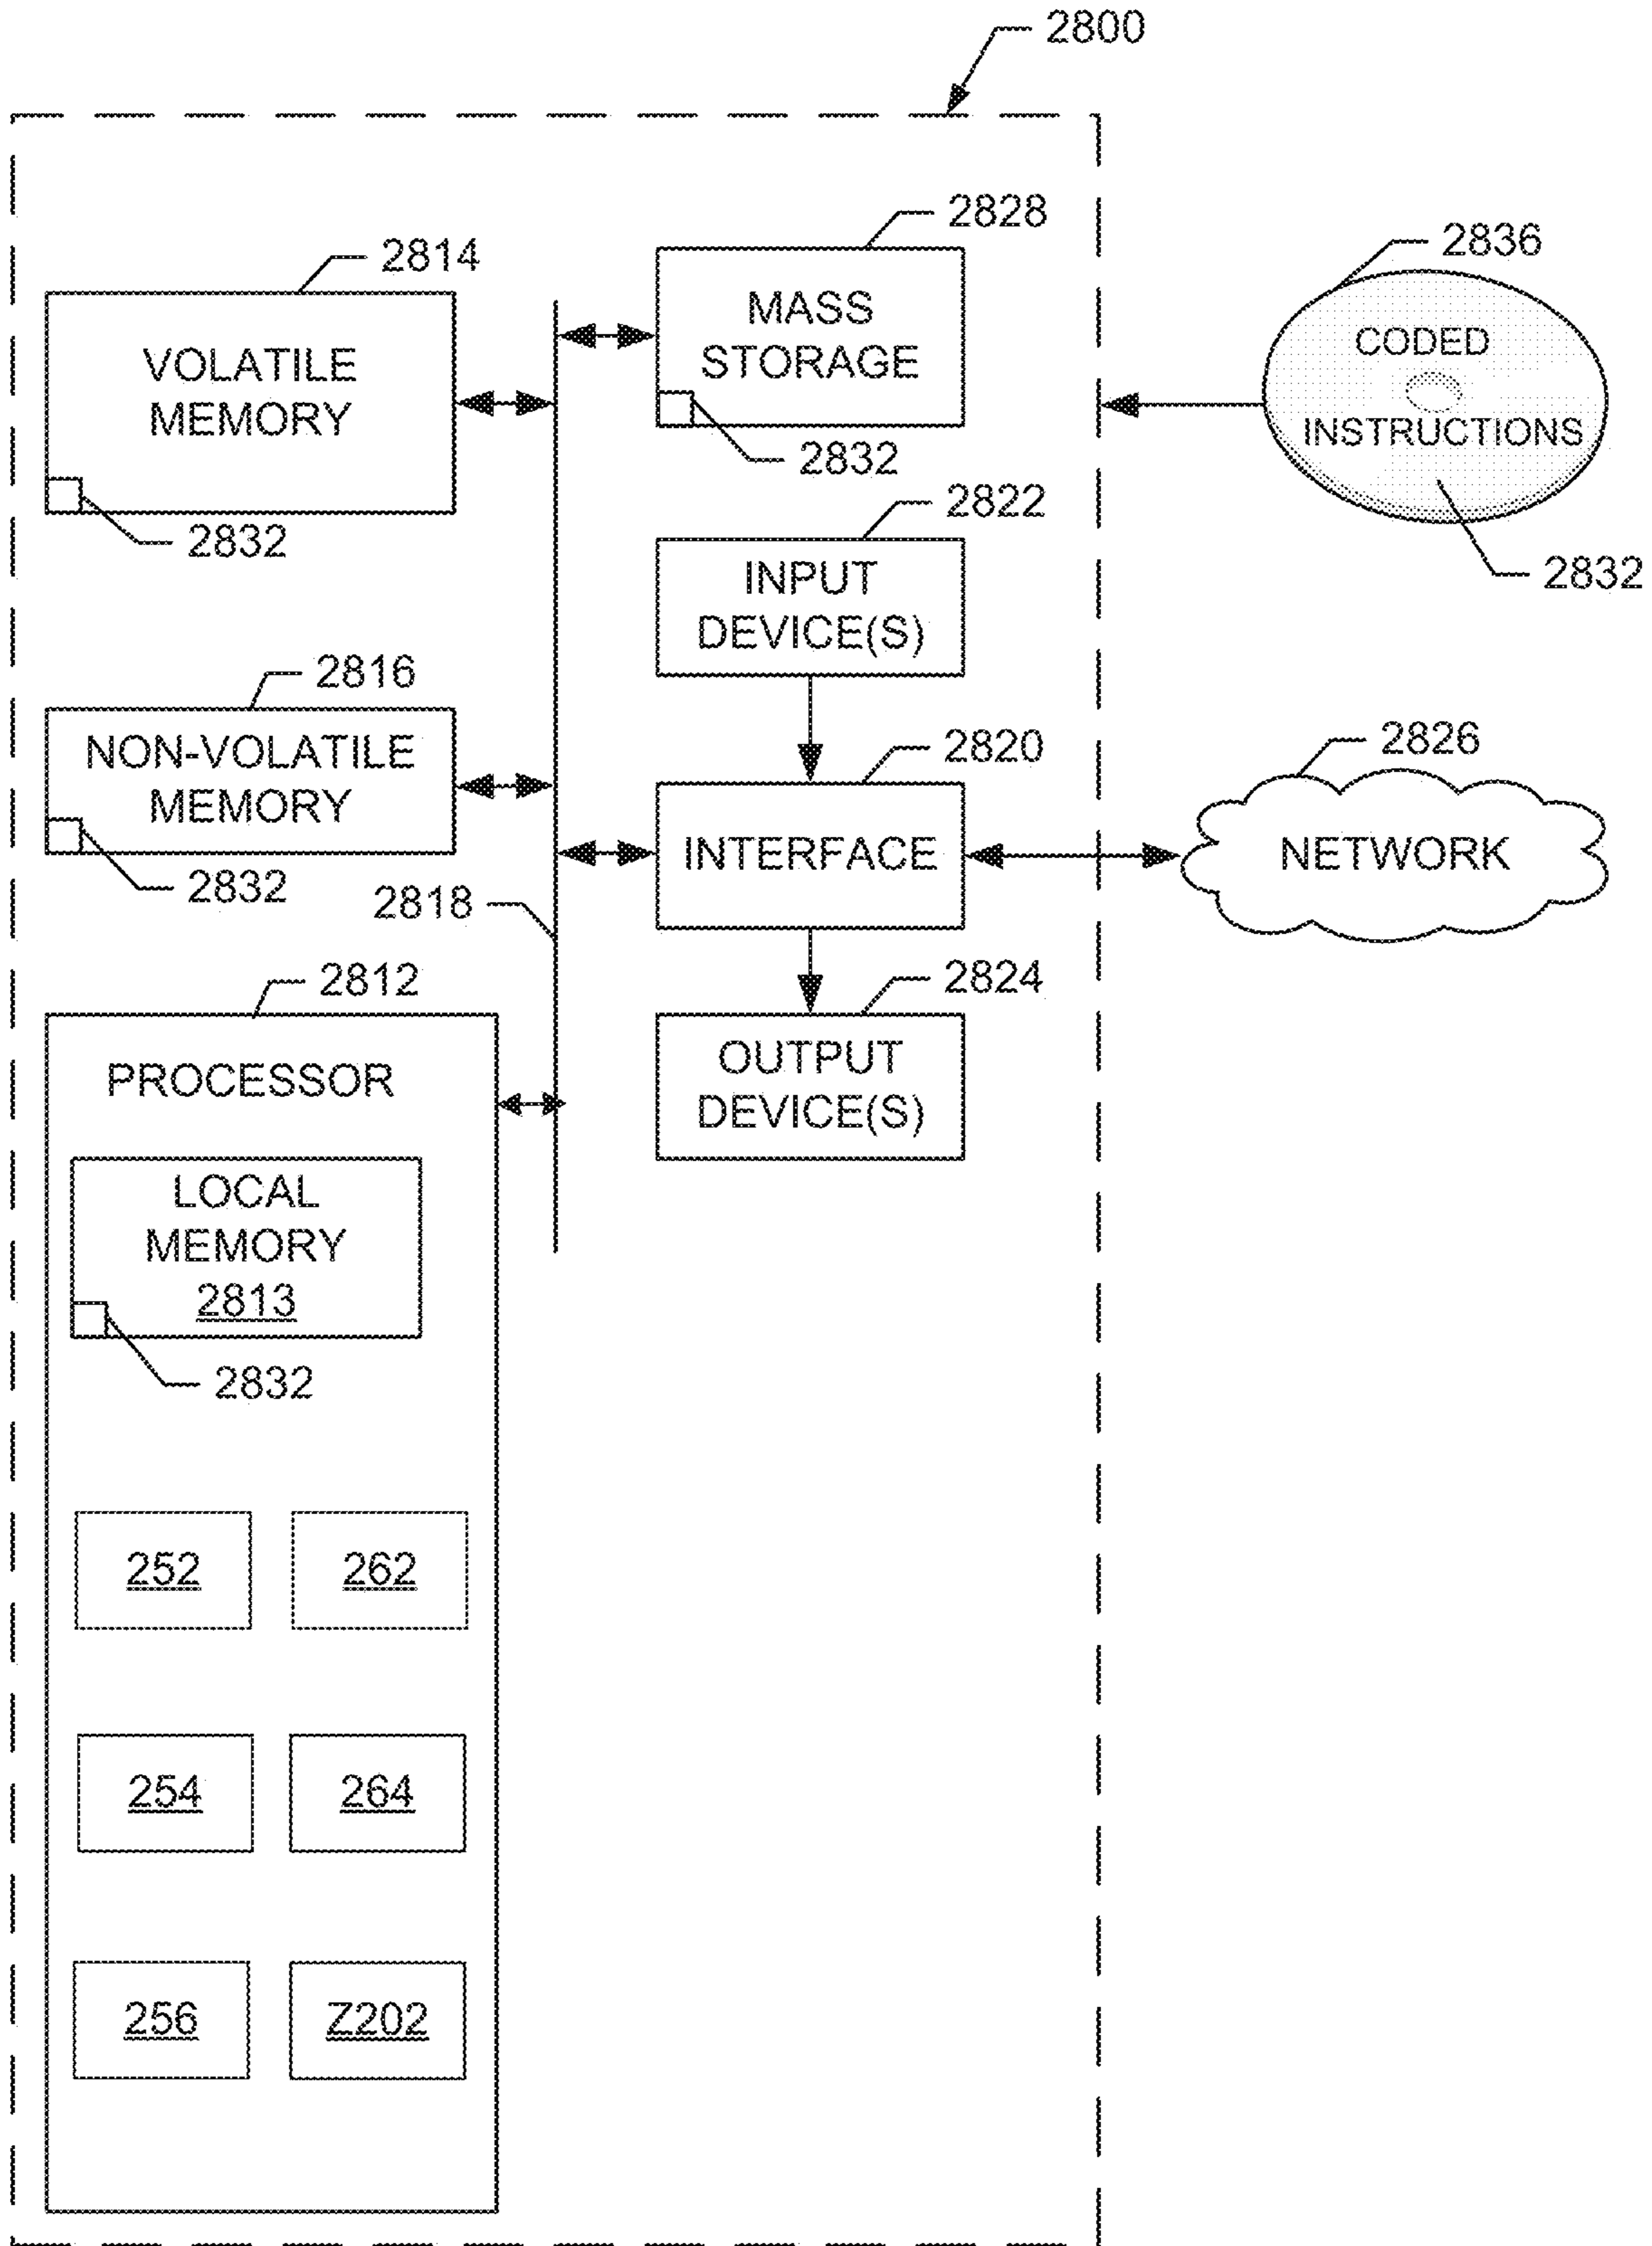 2800
2814
VOLATILE
MEMORY
2832
2828
MASS
STORAGE
2832
2836
CODED
INSTRUCTIONS
2832
2822
INPUT
DEVICE(S)
2816
NON-VOLATILE
MEMORY
2832
2818
2820
INTERFACE
2826
NETWORK
2824
OUTPUT
DEVICE(S)
2812
PROCESSOR
LOCAL
MEMORY
2813
2832
252
262
254
264
256
Z202